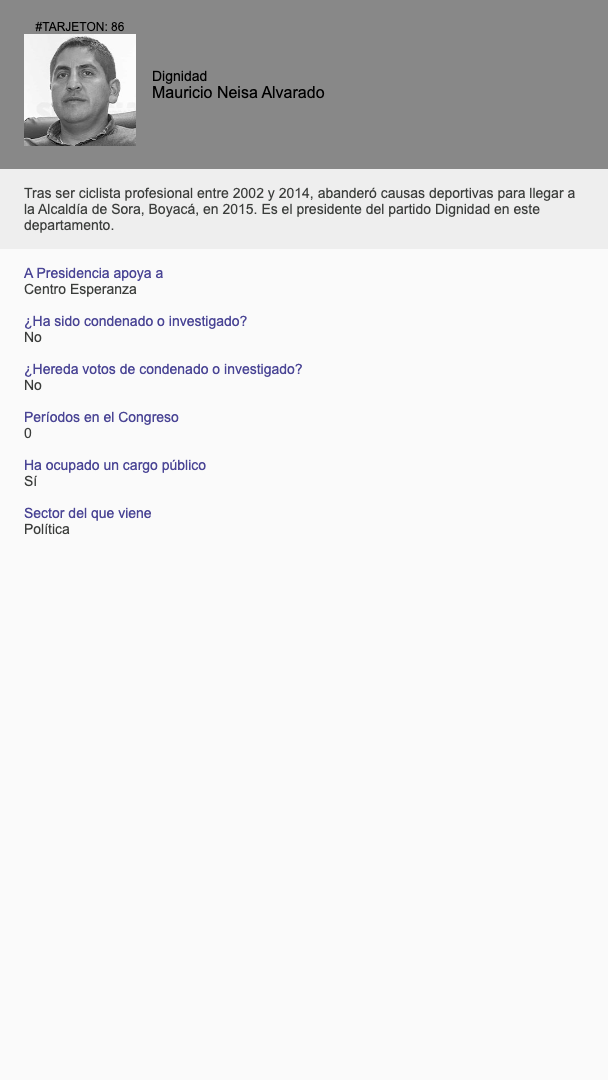 #TARJETON: 86
Dignidad
Mauricio Neisa Alvarado
Tras ser ciclista profesional entre 2002 y 2014, abanderó causas deportivas para llegar a
la Alcaldía de Sora, Boyacá, en 2015. Es el presidente del partido Dignidad en este
departamento.
A Presidencia apoya a
Centro Esperanza
¿Ha sido condenado o investigado?
No
¿Hereda votos de condenado o investigado?
No
Períodos en el Congreso
0
Ha ocupado un cargo público
Sí
Sector del que viene
Política